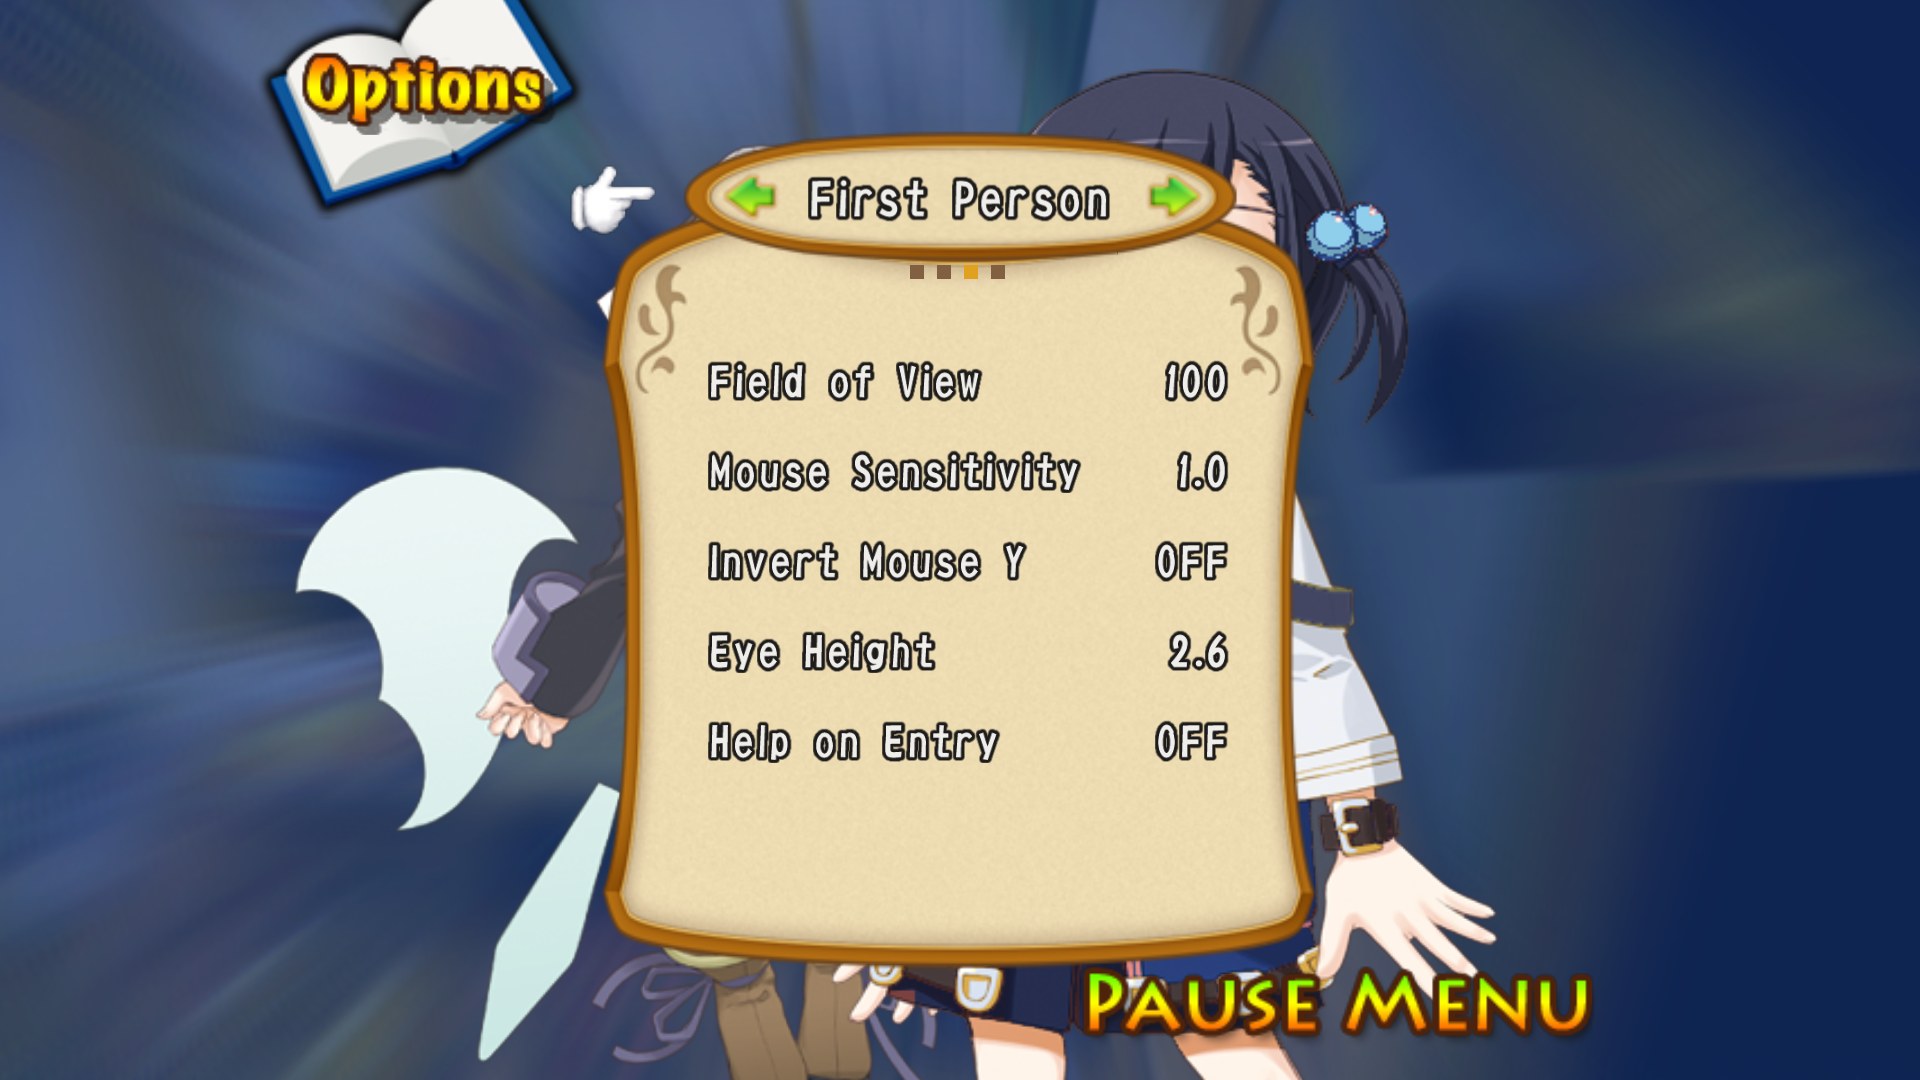 Options
First Person
Field of View 100
Mouse Sensitivity 1.0
Invert Mouse Y OFF
Eye Height 2.6
Help on Entry OFF
PAUSE MENU